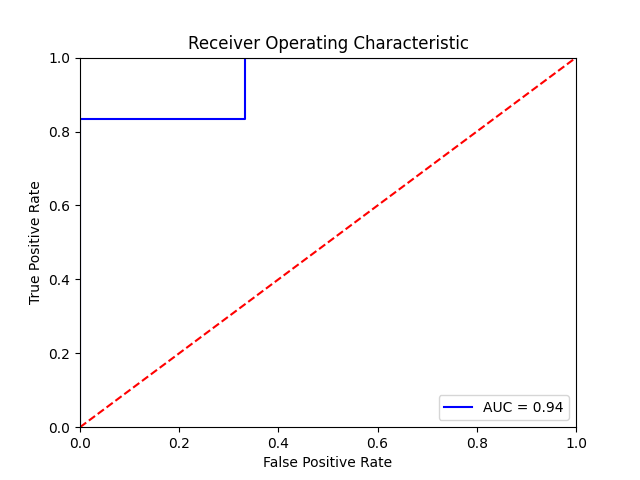 Receiver Operating Characteristic
True Positive Rate
1.0
0.8
0.6
0.4
0.2
0.0
AUC = 0.94
0.0 0.2 0.4 0.6 0.8 1.0
False Positive Rate